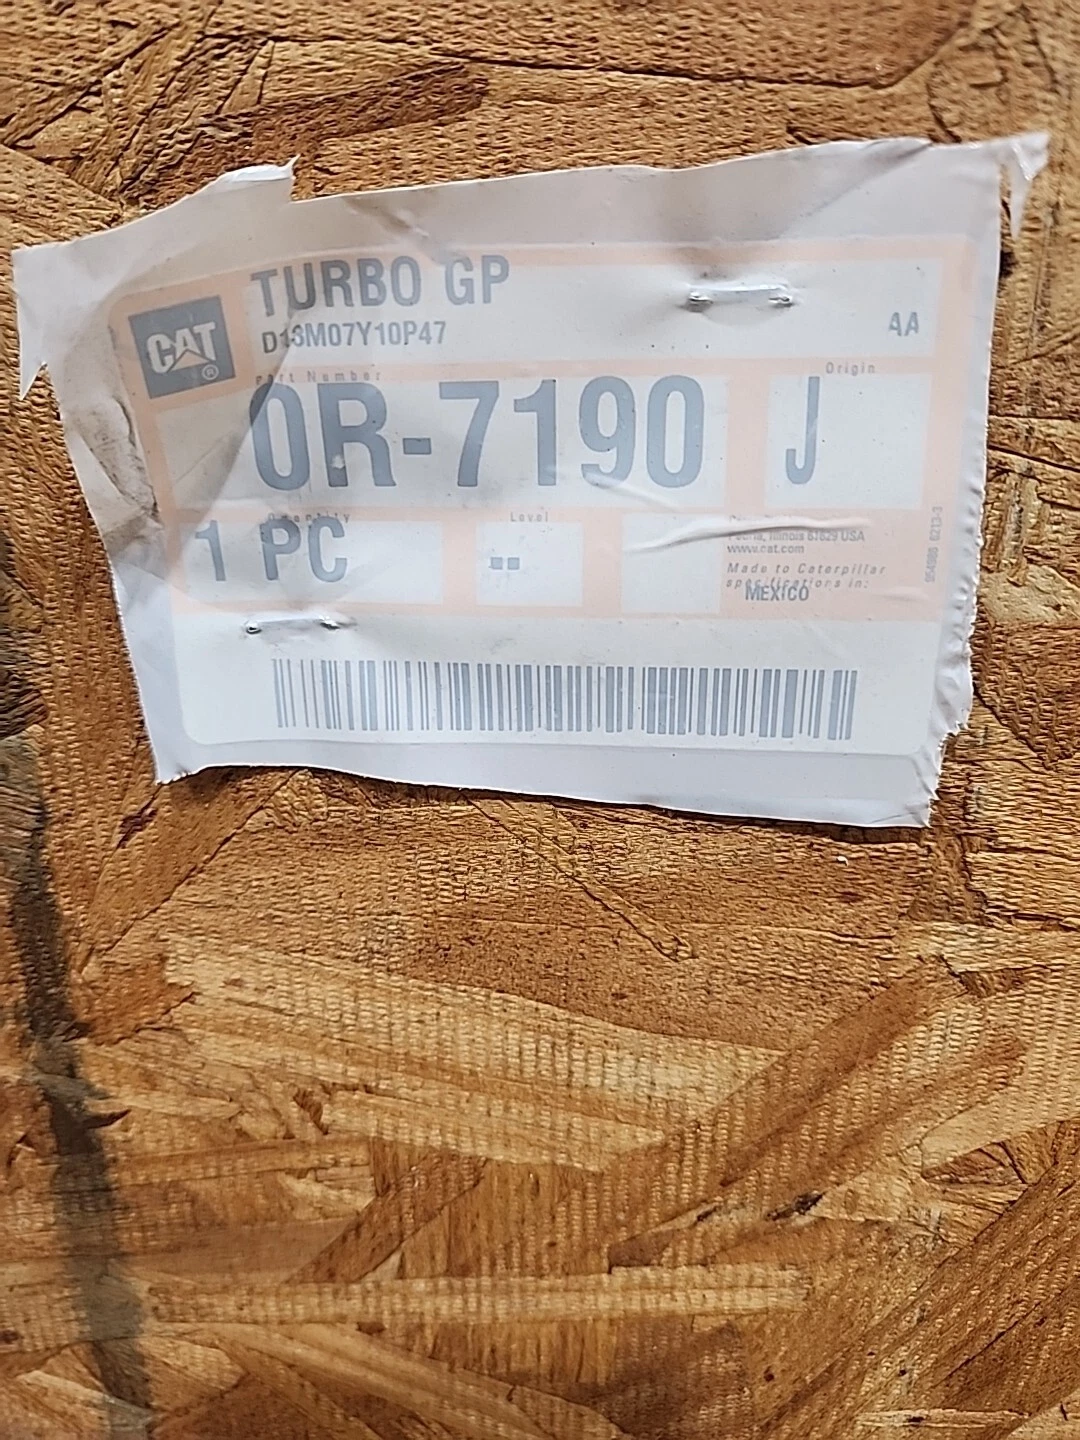 TURBO GP
CAT®
D13M07Y10P47
AA
Part Number
Origin
0R-7190
J
Quantity
Level
1 PC
--
Peoria, Illinois 61629 USA
www.cat.com
Made to Caterpillar
specifications in:
MEXICO